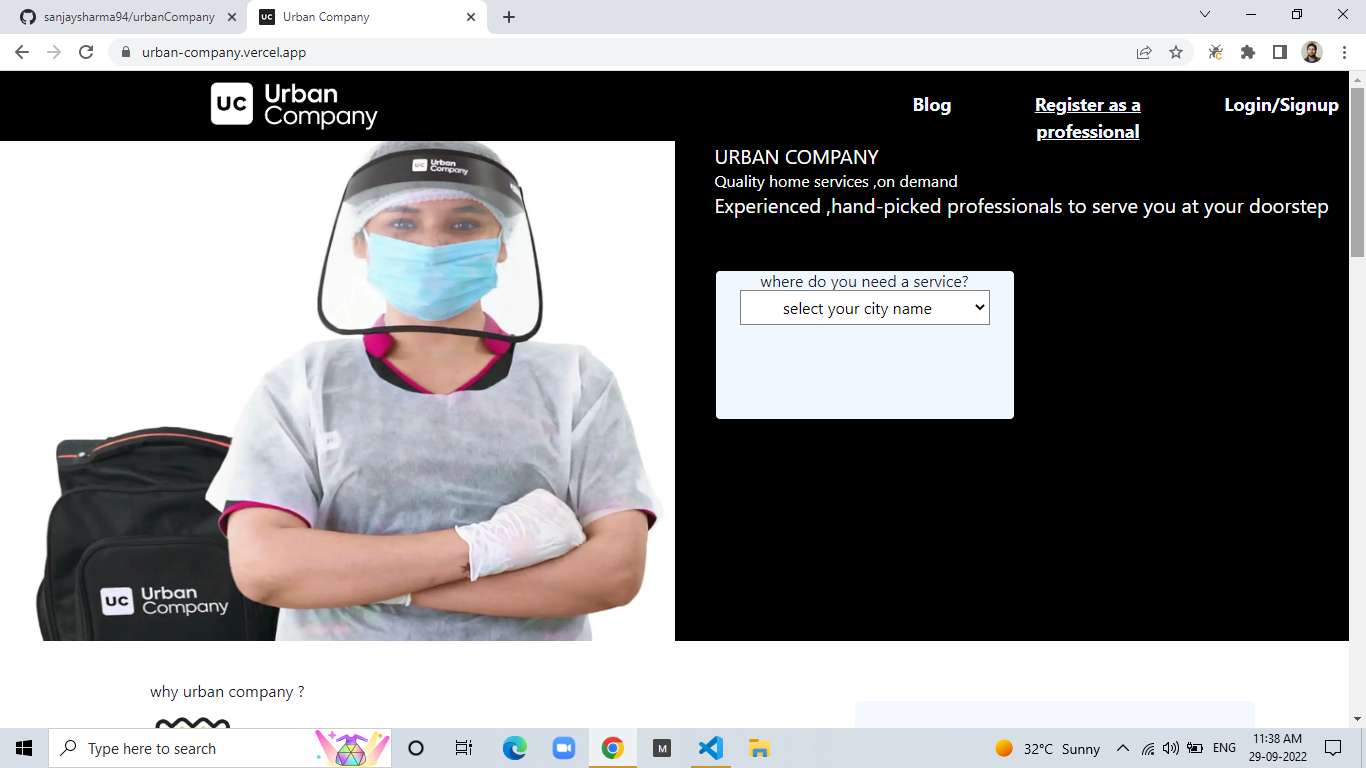 sanjaysharma94/urbanCompany
UC Urban Company
urban-company.vercel.app
UC Urban
Company
Blog
Register as a
professional
Login/Signup
UC Urban
Company
URBAN COMPANY
Quality home services ,on demand
Experienced ,hand-picked professionals to serve you at your doorstep
where do you need a service?
select your city name
UC Urban
Company
why urban company ?
Type here to search
M
32°C Sunny
ENG
11:38 AM
29-09-2022